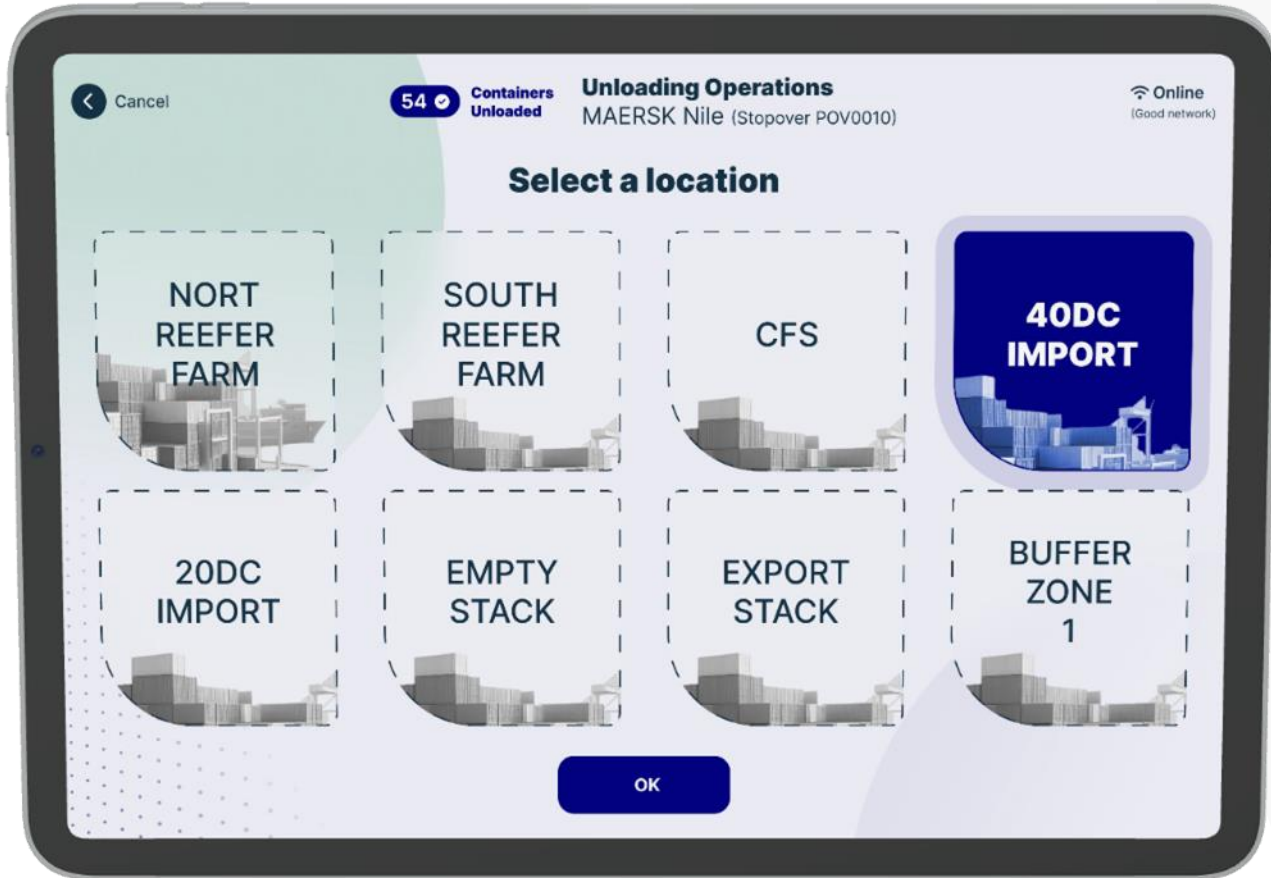 Cancel
54
Containers
Unloaded
Unloading Operations
MAERSK Nile (Stopover POV0010)
Online
(Good network)
Select a location
NORT
REEFER
FARM
SOUTH
REEFER
FARM
CFS
40DC
IMPORT
20DC
IMPORT
EMPTY
STACK
EXPORT
STACK
BUFFER
ZONE
1
OK